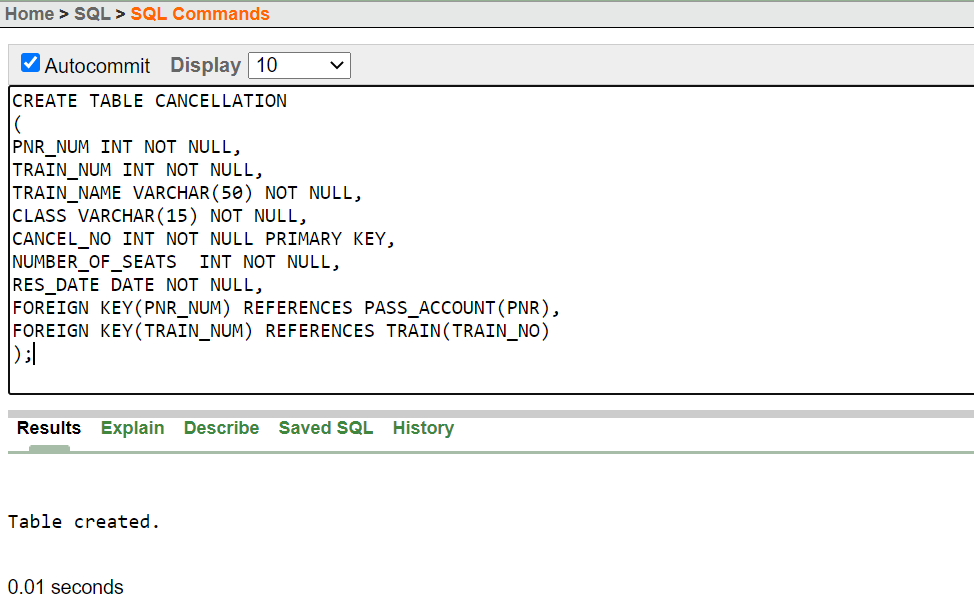 Home > SQL > SQL Commands
Autocommit Display 10
CREATE TABLE CANCELLATION
(
PNR_NUM INT NOT NULL,
TRAIN_NUM INT NOT NULL,
TRAIN_NAME VARCHAR(50) NOT NULL,
CLASS VARCHAR(15) NOT NULL,
CANCEL_NO INT NOT NULL PRIMARY KEY,
NUMBER_OF_SEATS  INT NOT NULL,
RES_DATE DATE NOT NULL,
FOREIGN KEY(PNR_NUM) REFERENCES PASS_ACCOUNT(PNR),
FOREIGN KEY(TRAIN_NUM) REFERENCES TRAIN(TRAIN_NO)
);
Results Explain Describe Saved SQL History
Table created.
0.01 seconds